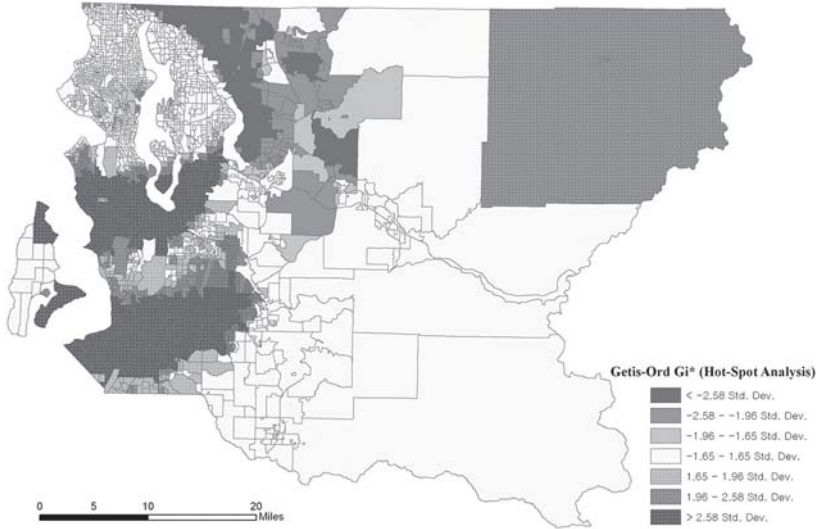 Getis-Ord Gi* (Hot-Spot Analysis)
< -2.58 Std. Dev.
-2.58 - -1.96 Std. Dev.
-1.96 - -1.65 Std. Dev.
-1.65 - 1.65 Std. Dev.
1.65 - 1.96 Std. Dev.
1.96 - 2.58 Std. Dev.
> 2.58 Std. Dev.
0 5 10 20
Miles